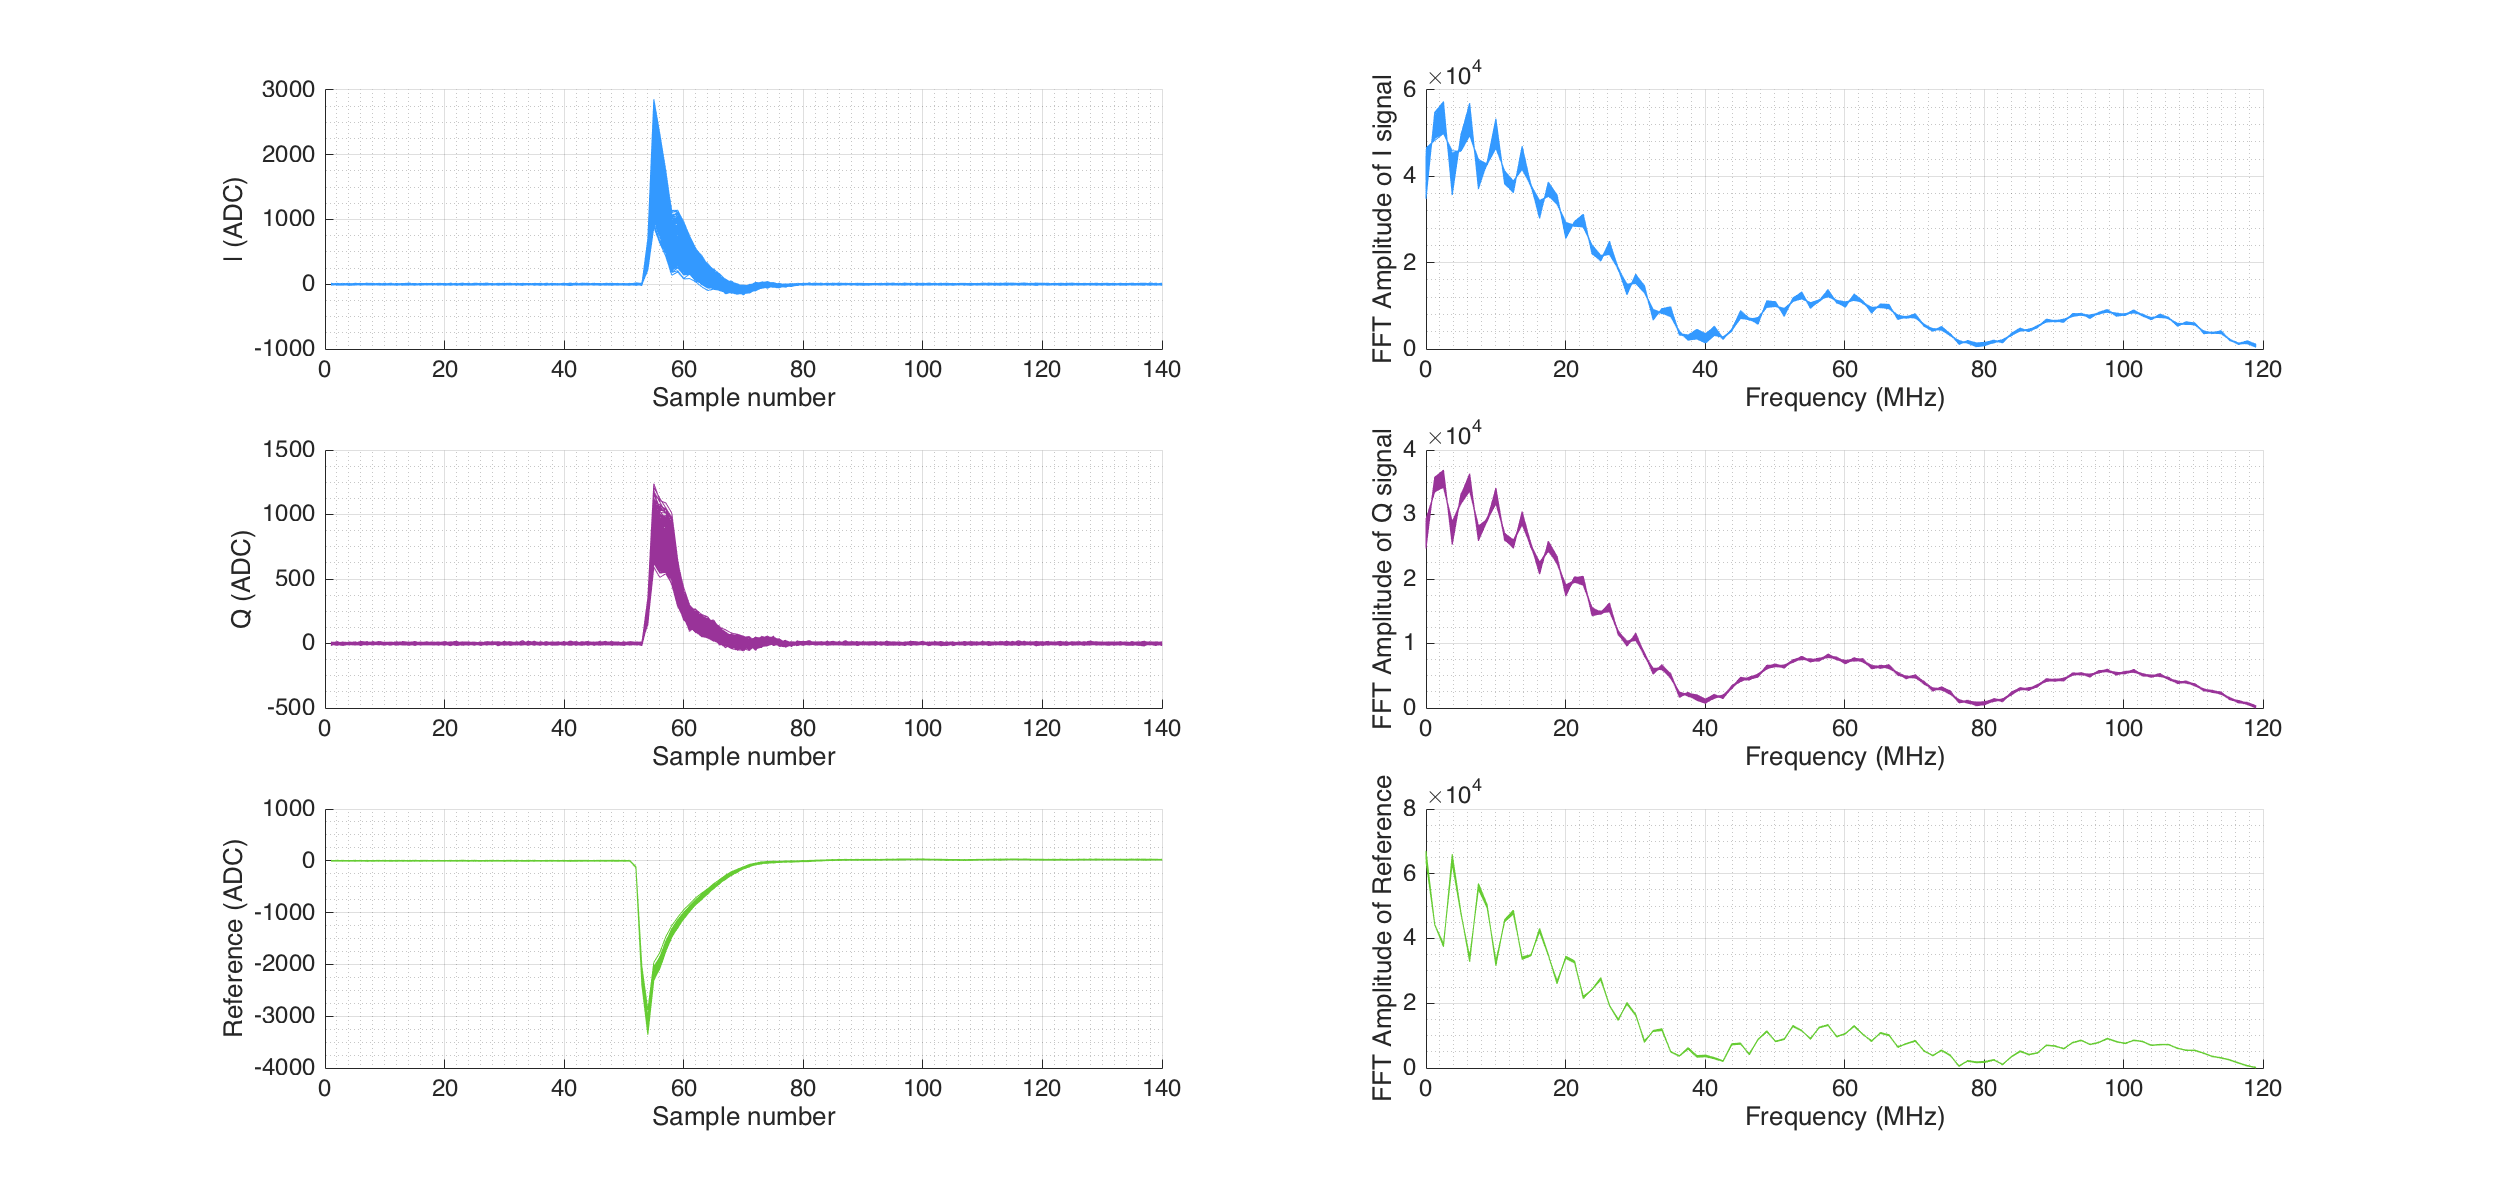 3000
2000
1000
0
-1000
I (ADC)
0 20 40 60 80 100 120 140
Sample number
×10^4
6
4
2
0
FFT Amplitude of I signal
0 20 40 60 80 100 120
Frequency (MHz)
1500
1000
500
0
-500
Q (ADC)
0 20 40 60 80 100 120 140
Sample number
×10^4
4
3
2
1
0
FFT Amplitude of Q signal
0 20 40 60 80 100 120
Frequency (MHz)
1000
0
-1000
-2000
-3000
-4000
Reference (ADC)
0 20 40 60 80 100 120 140
Sample number
×10^4
8
6
4
2
0
FFT Amplitude of Reference
0 20 40 60 80 100 120
Frequency (MHz)